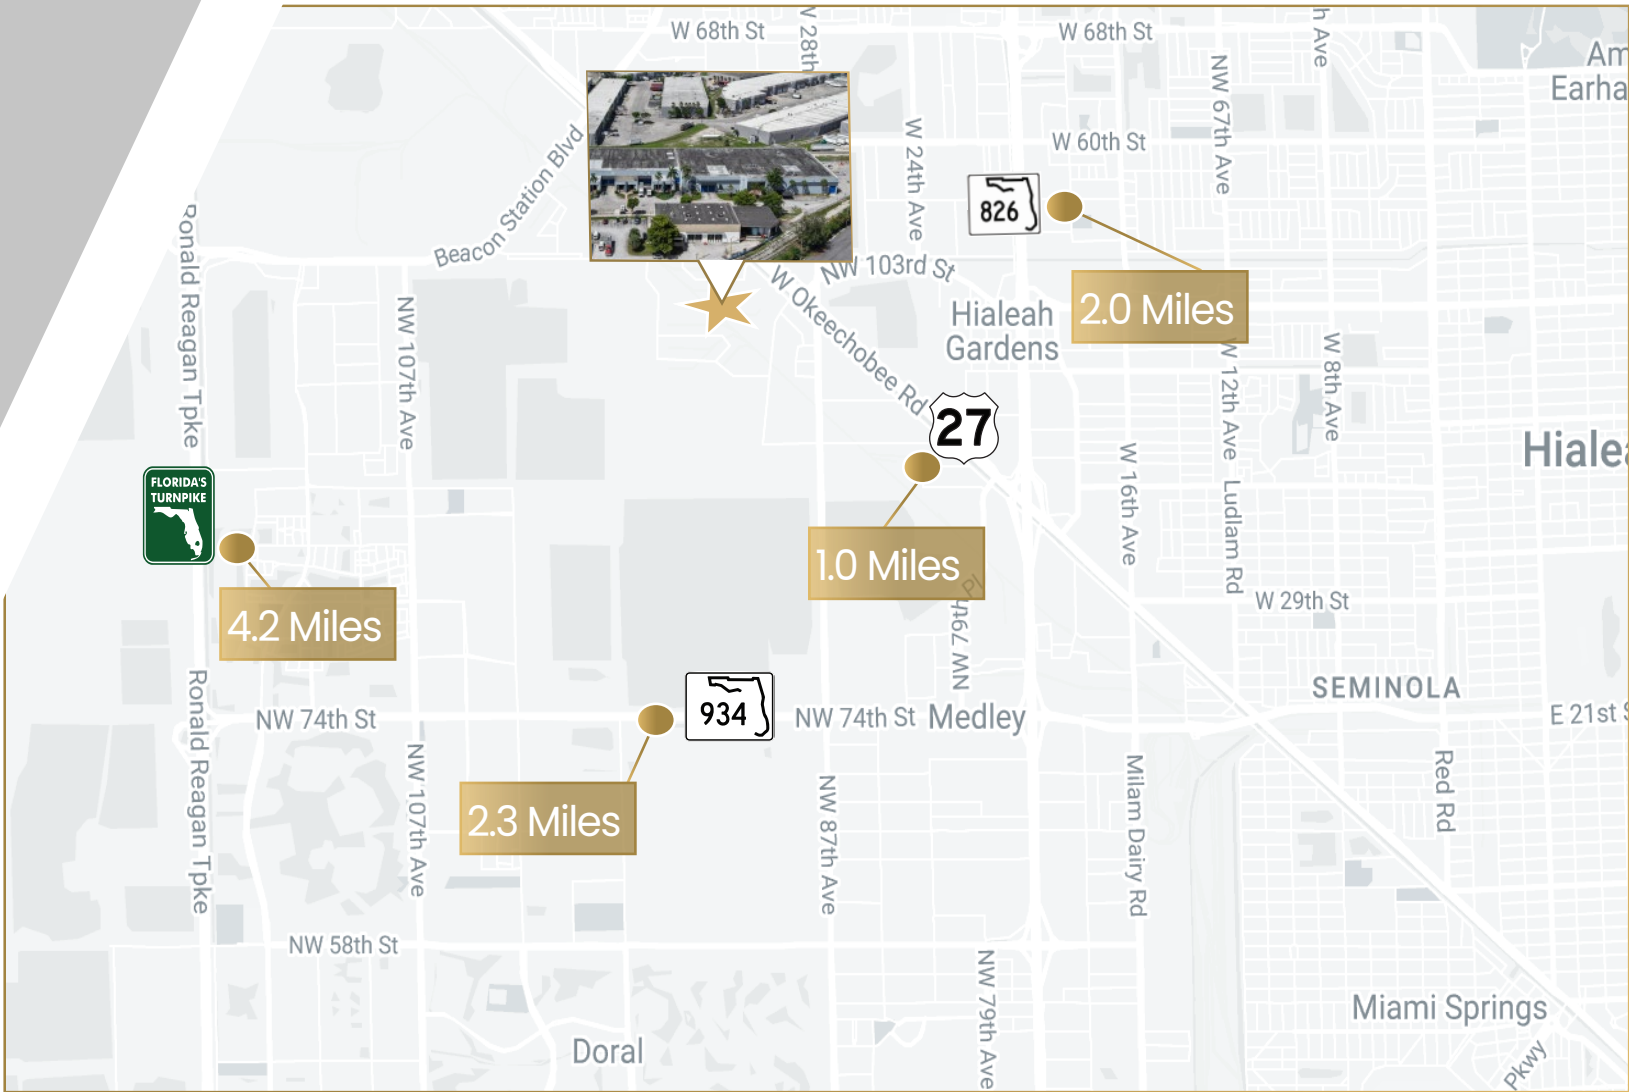 W 68th St
W 68th St
W 28th
h Ave
Am
Earha
NW 67th Ave
W 60th St
W 24th Ave
Beacon Station Blvd
826
Ronald Reagan Tpke
NW 103rd St
W Okeechobee Rd
2.0 Miles
Hialeah
Gardens
NW 107th Ave
W 12th Ave
W 8th Ave
27
Hialea
W 16th Ave
Ludlam Rd
FLORIDA'S
TURNPIKE
1.0 Miles
4.2 Miles
NW 79th Pl
W 29th St
SEMINOLA
Ronald Reagan Tpke
934
NW 74th St
NW 74th St
Medley
E 21st S
NW 107th Ave
2.3 Miles
NW 87th Ave
Milam Dairy Rd
Red Rd
NW 58th St
NW 79th Ave
Miami Springs
Doral
Pkwy